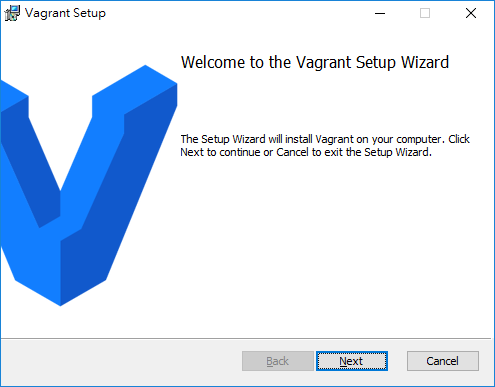 Vagrant Setup
Welcome to the Vagrant Setup Wizard
The Setup Wizard will install Vagrant on your computer. Click
Next to continue or Cancel to exit the Setup Wizard.
Back Next Cancel